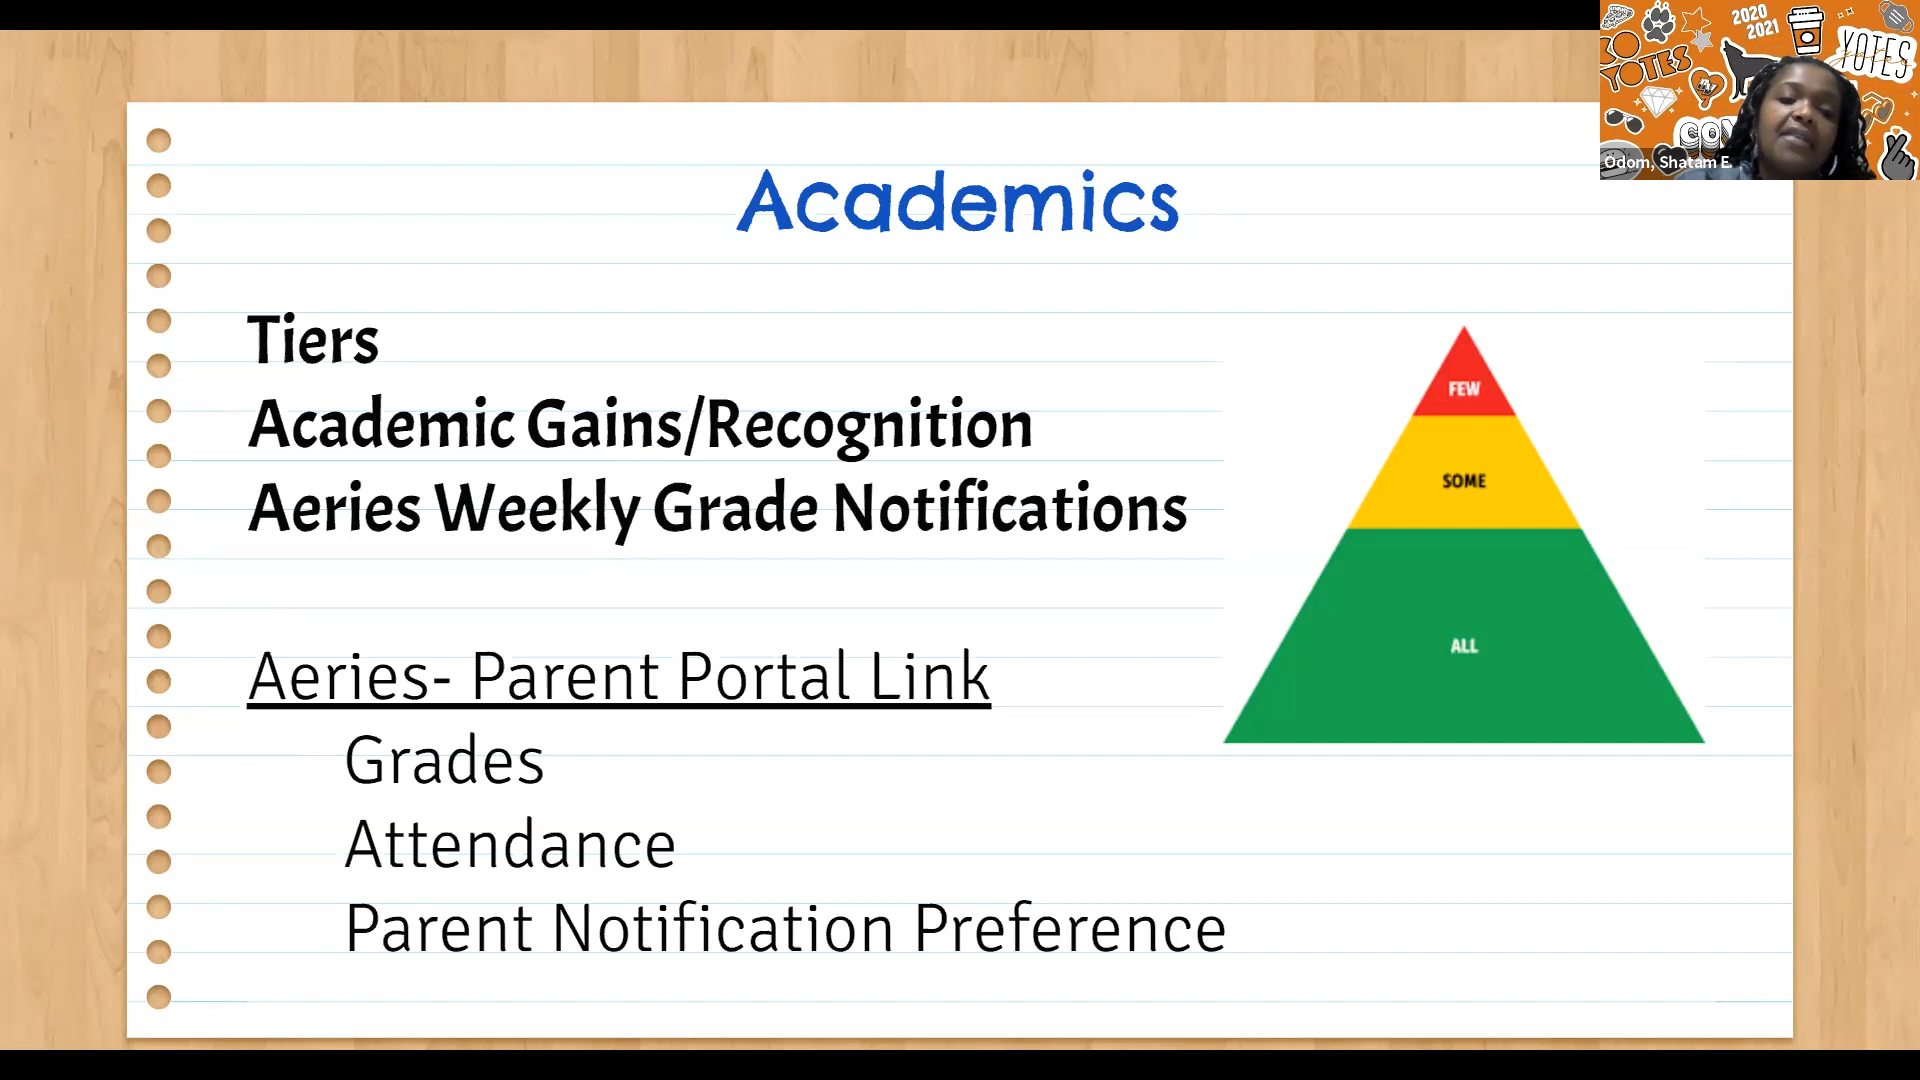 Academics
Tiers
Academic Gains/Recognition
Aeries Weekly Grade Notifications
Aeries- Parent Portal Link
Grades
Attendance
Parent Notification Preference
FEW
SOME
ALL
2020
2021
YOTES
YOTES
Odom, Shatam E.